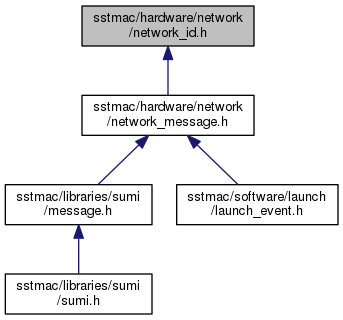 sstmac/hardware/network
/network_id.h
sstmac/hardware/network
/network_message.h
sstmac/libraries/sumi
/message.h
sstmac/software/launch
/launch_event.h
sstmac/libraries/sumi
/sumi.h